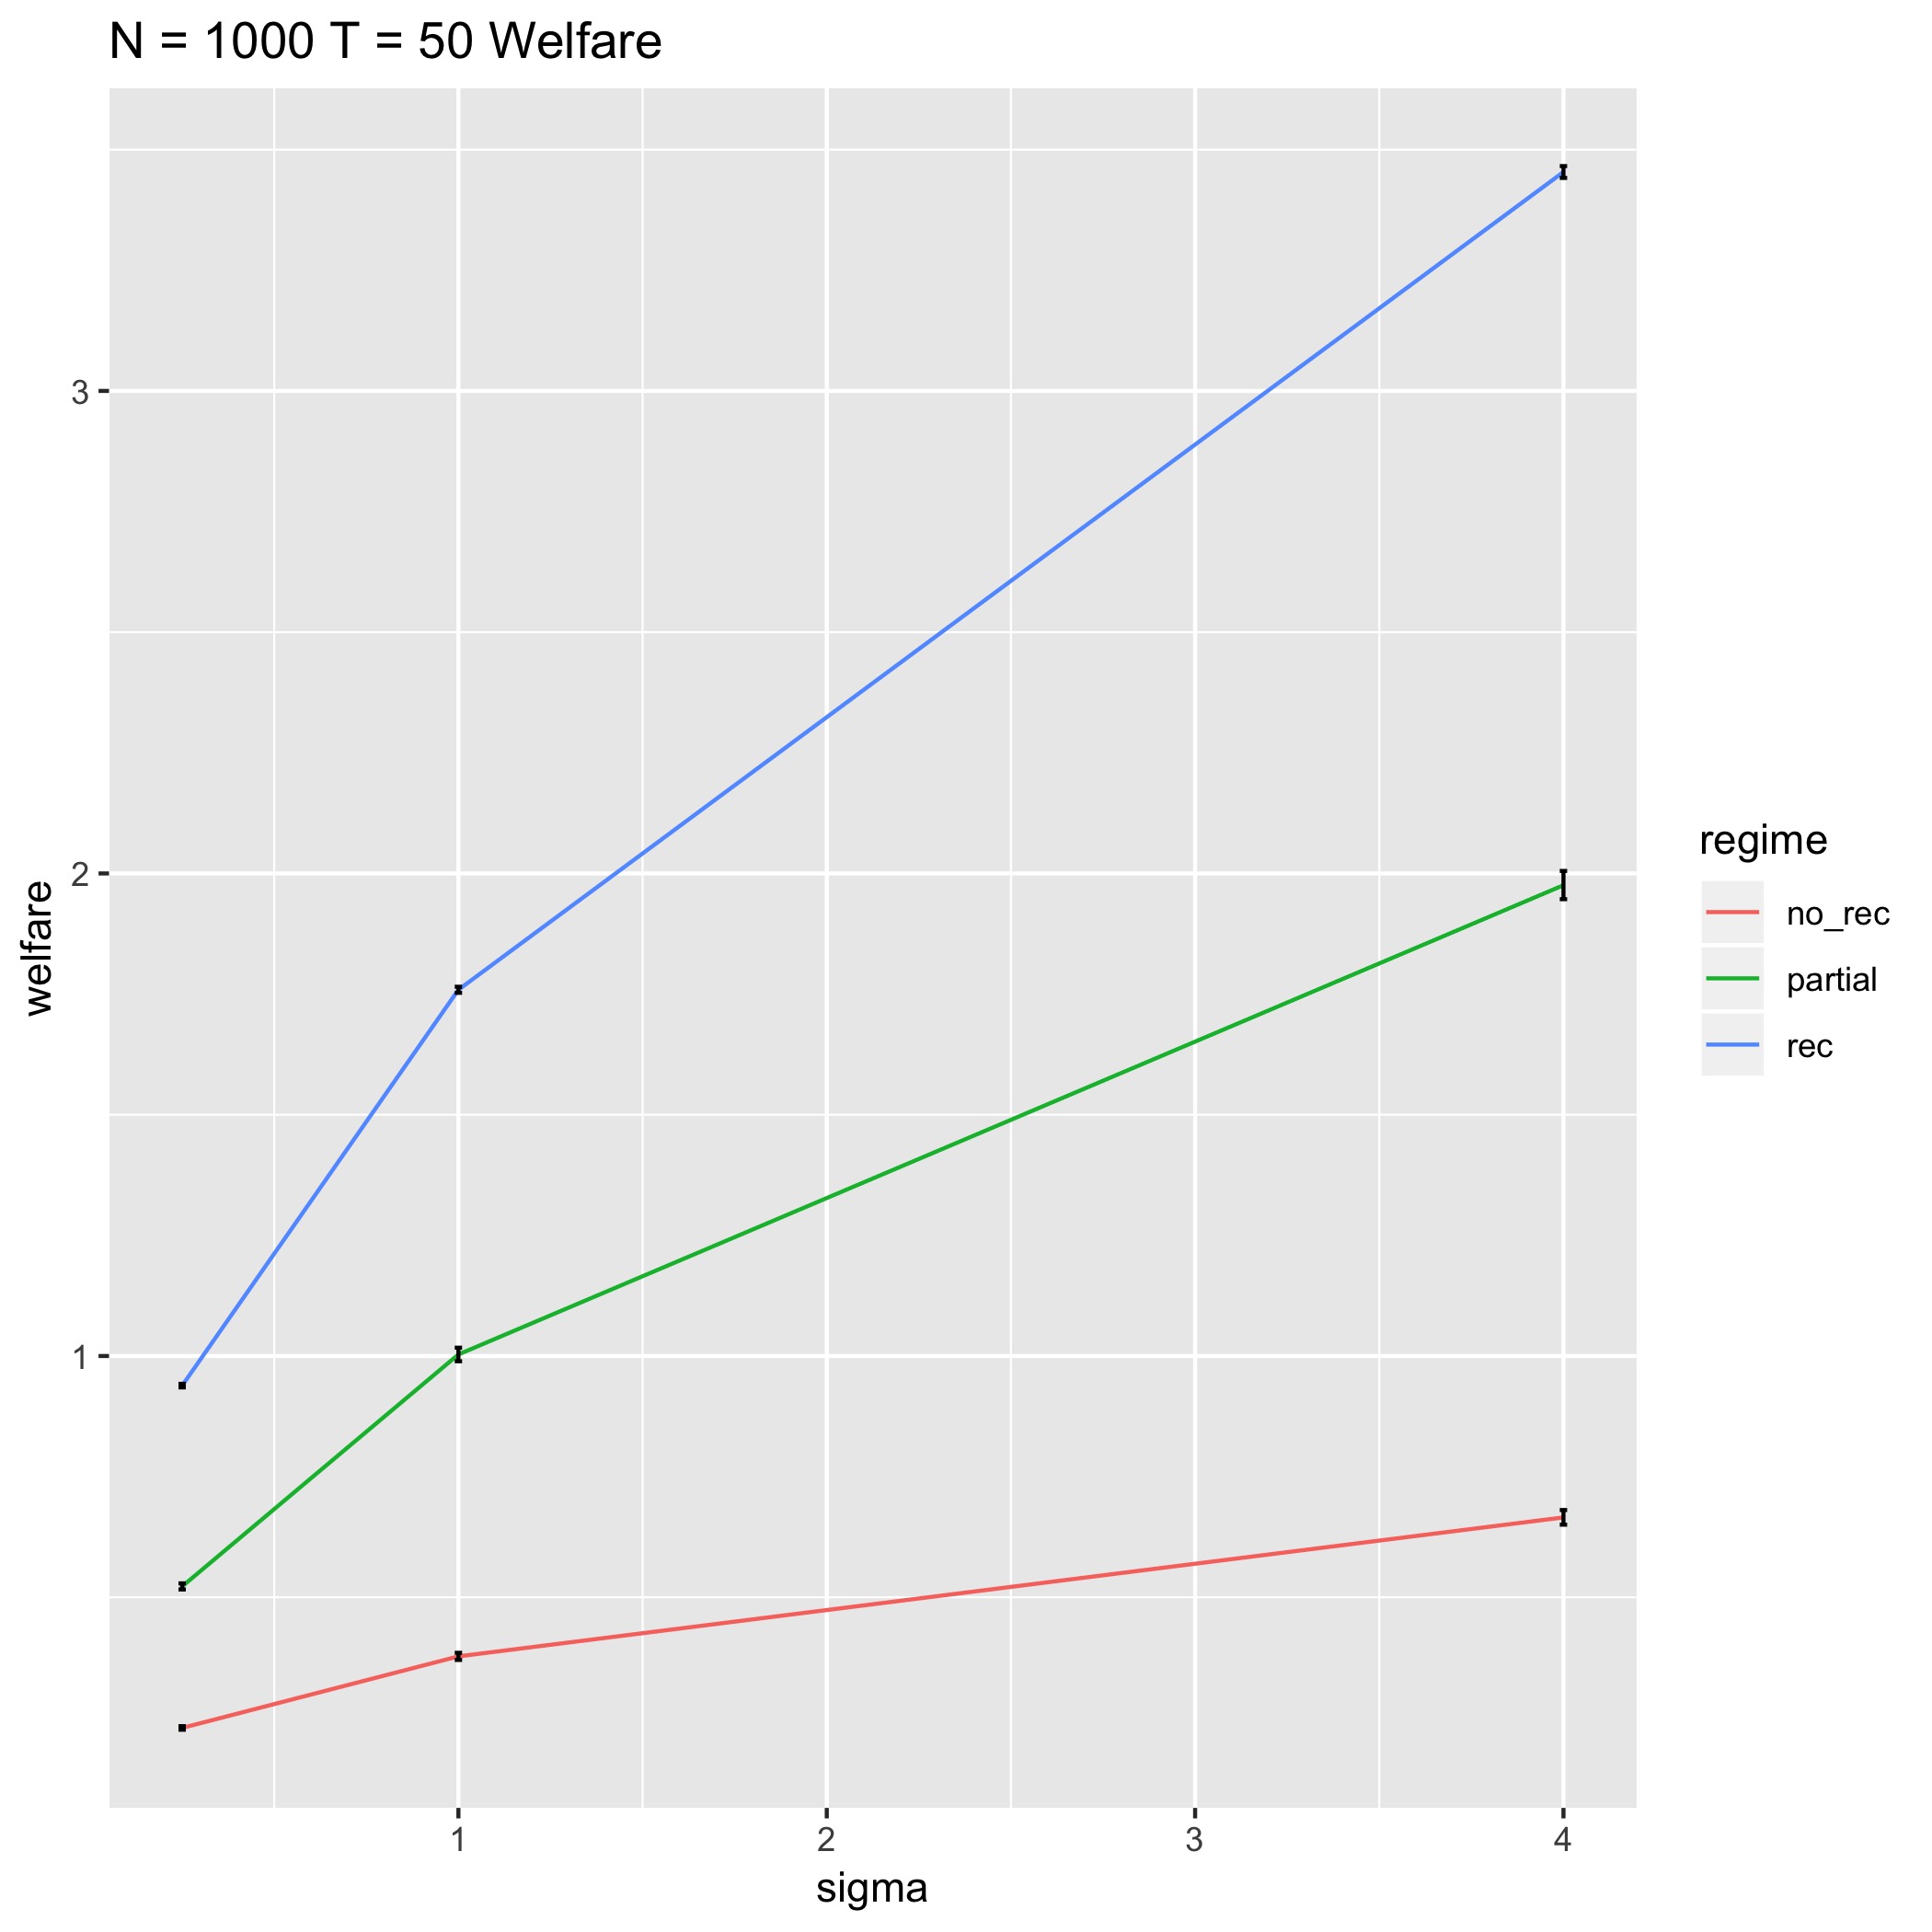 N = 1000 T = 50 Welfare
3
2
1
welfare
1 2 3 4
sigma
regime
no_rec
partial
rec